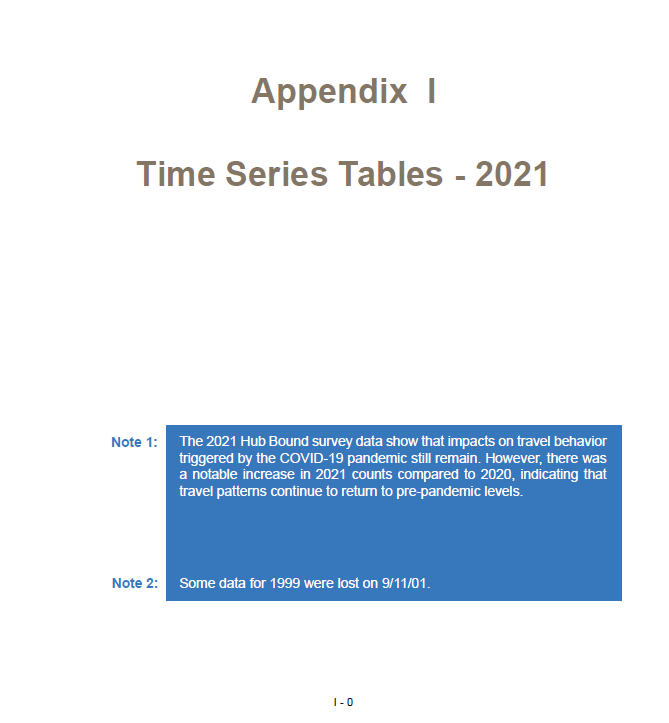 Appendix I
Time Series Tables - 2021
Note 1: The 2021 Hub Bound survey data show that impacts on travel behavior
triggered by the COVID-19 pandemic still remain. However, there was
a notable increase in 2021 counts compared to 2020, indicating that
travel patterns continue to return to pre-pandemic levels.
Note 2: Some data for 1999 were lost on 9/11/01.
I - 0